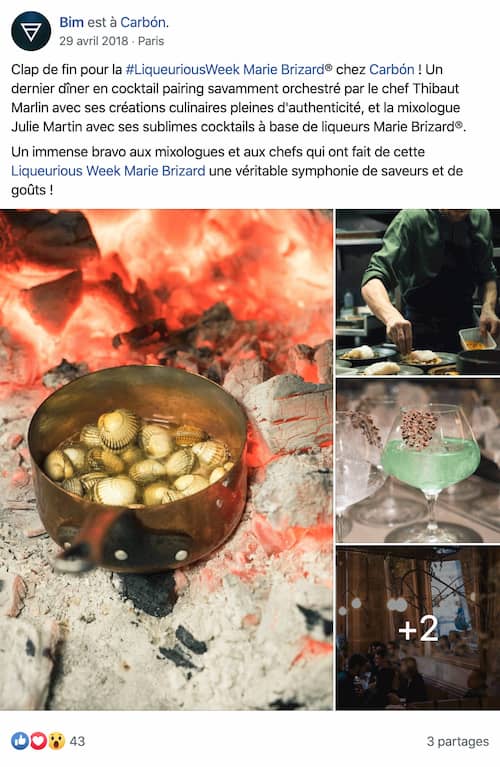 Bim est à Carbón.
29 avril 2018 · Paris
Clap de fin pour la #LiqueuriousWeek Marie Brizard® chez Carbón ! Un
dernier dîner en cocktail pairing savamment orchestré par le chef Thibaut
Marlin avec ses créations culinaires pleines d'authenticité, et la mixologue
Julie Martin avec ses sublimes cocktails à base de liqueurs Marie Brizard®.
Un immense bravo aux mixologues et aux chefs qui ont fait de cette
Liqueurious Week Marie Brizard une véritable symphonie de saveurs et de
goûts !
+2
43
3 partages